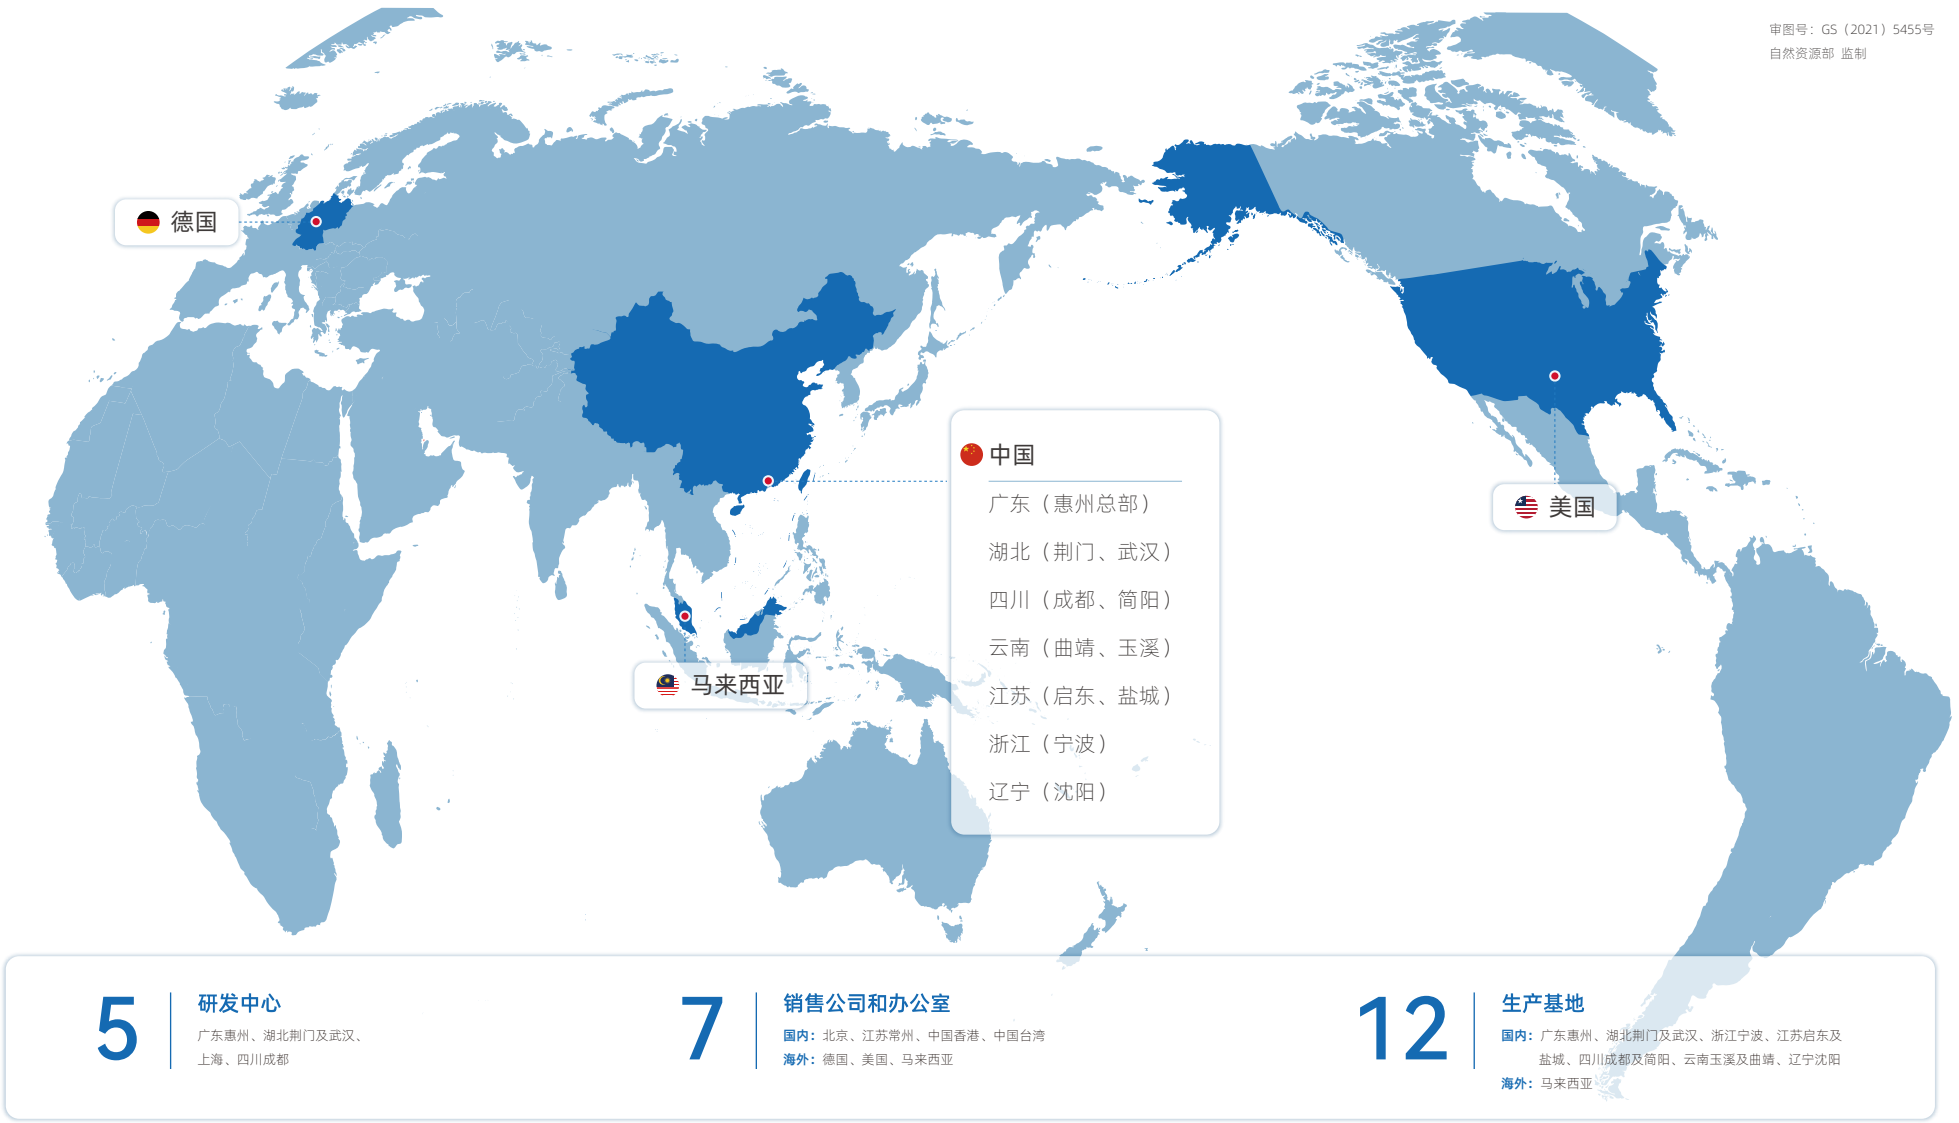 审图号：GS（2021）5455号
自然资源部 监制
德国
中国
广东（惠州总部）
湖北（荆门、武汉）
四川（成都、简阳）
云南（曲靖、玉溪）
江苏（启东、盐城）
浙江（宁波）
辽宁（沈阳）
美国
马来西亚
5
研发中心
广东惠州、湖北荆门及武汉、
上海、四川成都
7
销售公司和办公室
国内：北京、江苏常州、中国香港、中国台湾
海外：德国、美国、马来西亚
12
生产基地
国内：广东惠州、湖北荆门及武汉、浙江宁波、江苏启东及
盐城、四川成都及简阳、云南玉溪及曲靖、辽宁沈阳
海外：马来西亚